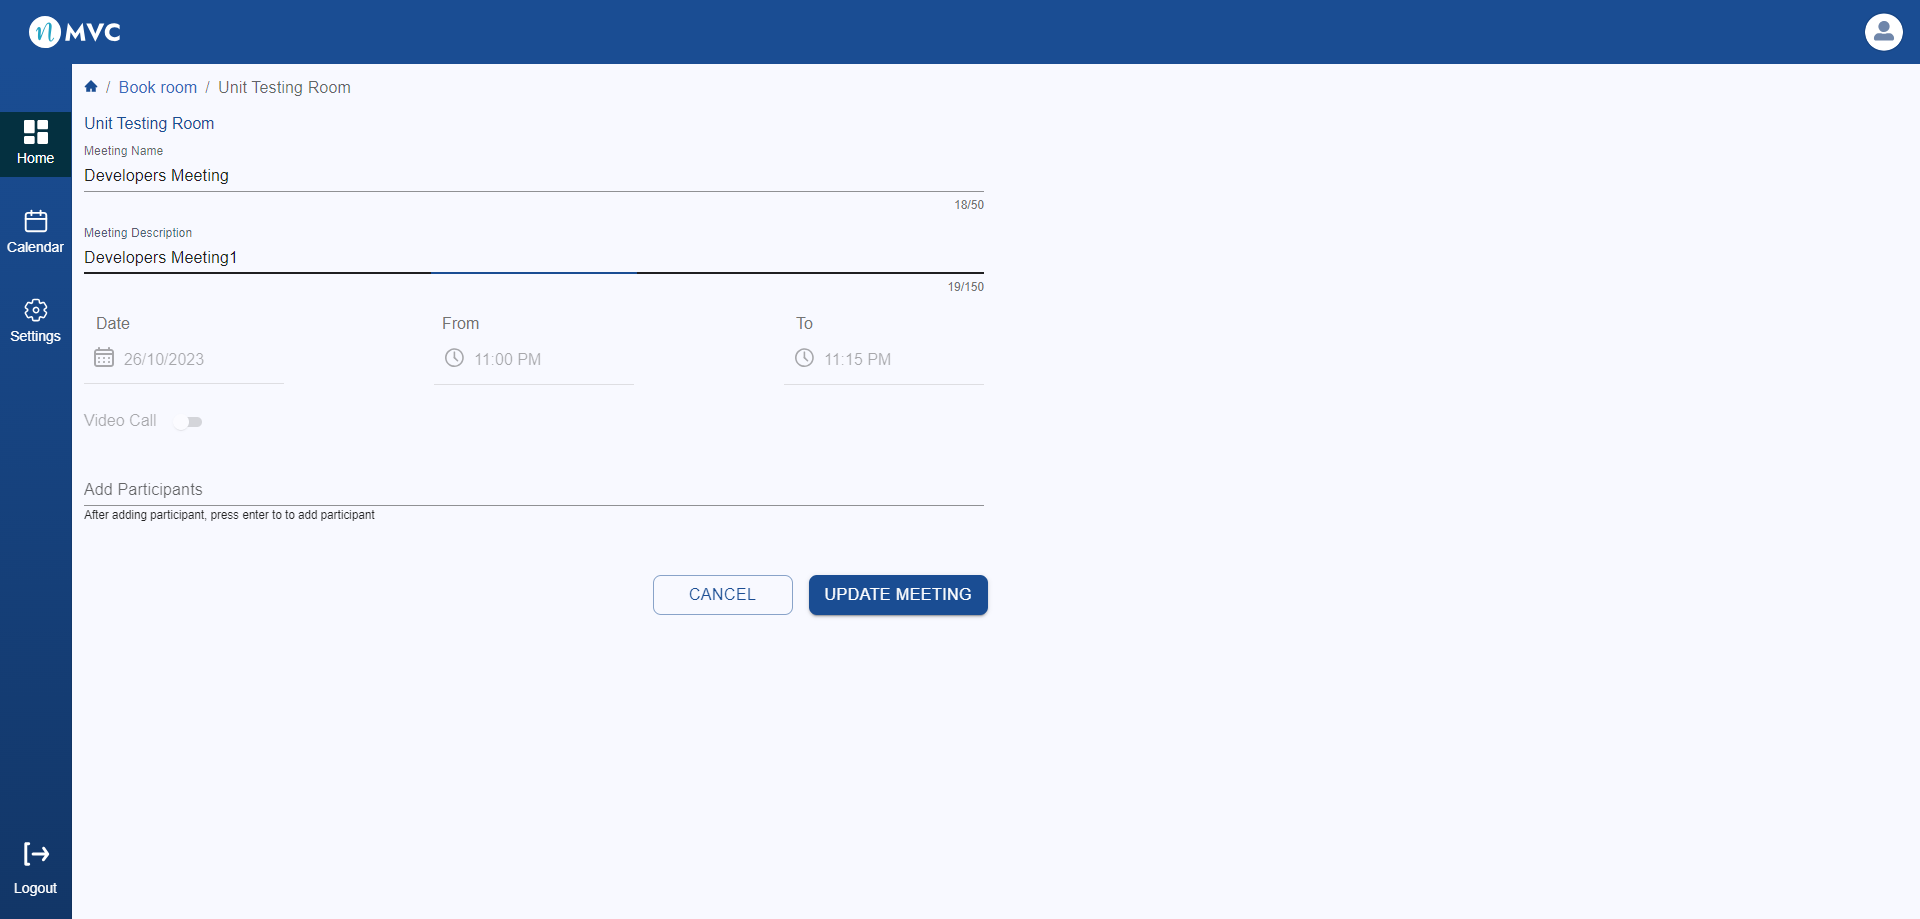 n MVC
/ Book room / Unit Testing Room
Home
Calendar
Settings
Logout
Unit Testing Room
Meeting Name
Developers Meeting
18/50
Meeting Description
Developers Meeting1
19/150
Date From To
26/10/2023 11:00 PM 11:15 PM
Video Call
Add Participants
After adding participant, press enter to to add participant
CANCEL UPDATE MEETING